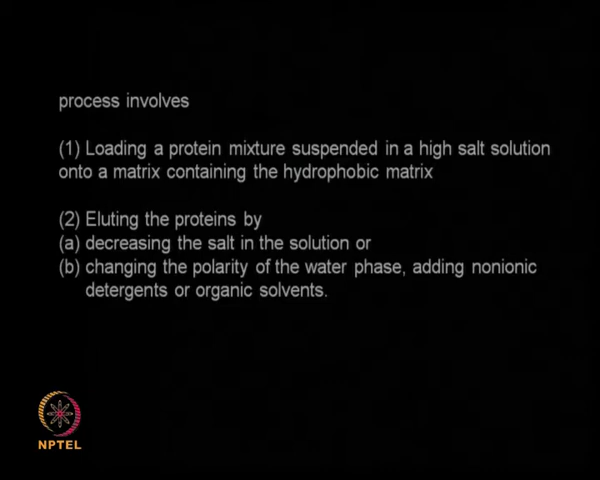 process involves
(1) Loading a protein mixture suspended in a high salt solution
onto a matrix containing the hydrophobic matrix
(2) Eluting the proteins by
(a) decreasing the salt in the solution or
(b) changing the polarity of the water phase, adding nonionic
detergents or organic solvents.
NPTEL